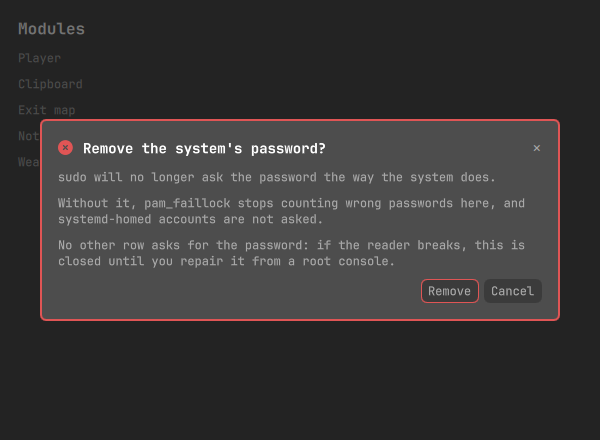 Modules
Player
Clipboard
Exit map
Not
Wea
Remove the system's password?
×
sudo will no longer ask the password the way the system does.
Without it, pam_faillock stops counting wrong passwords here, and
systemd-homed accounts are not asked.
No other row asks for the password: if the reader breaks, this is
closed until you repair it from a root console.
Remove
Cancel